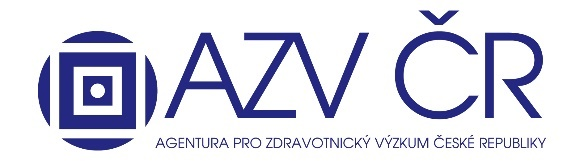 AZV ČR
AGENTURA PRO ZDRAVOTNICKÝ VÝZKUM ČESKÉ REPUBLIKY